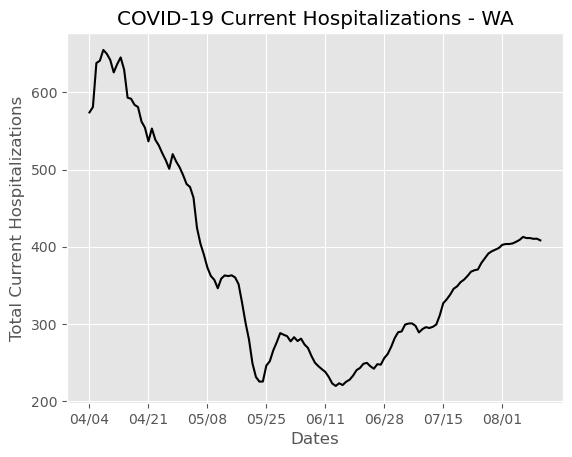 COVID-19 Current Hospitalizations - WA
Total Current Hospitalizations
600
500
400
300
200
04/04 04/21 05/08 05/25 06/11 06/28 07/15 08/01
Dates